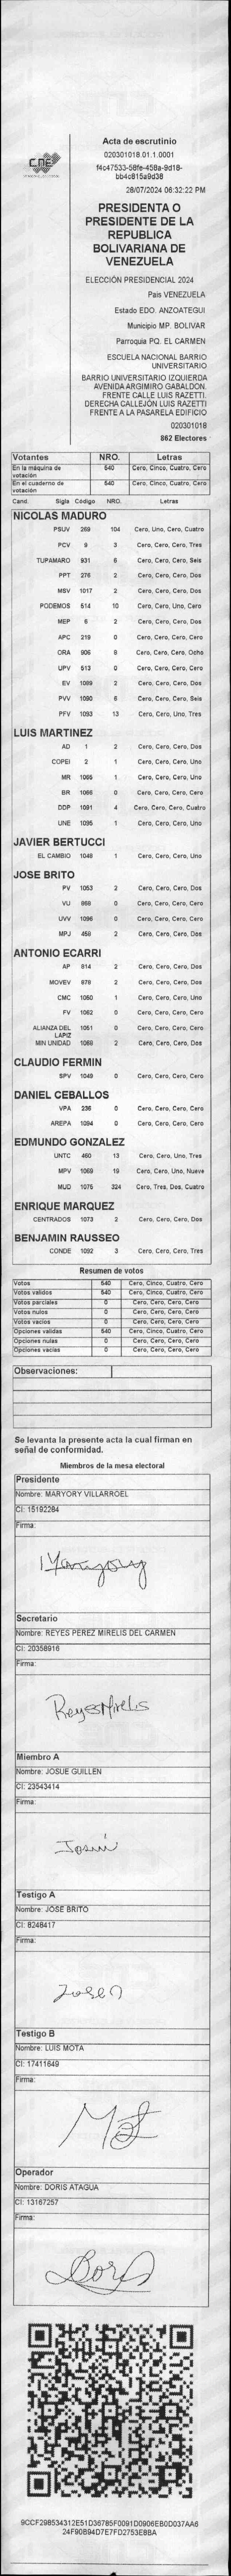 CNE
Acta de escrutinio
020301018.01.1.0001
f4c47533-58fe-458a-9d18-
bb4c815a9d38
28/07/2024 06:32:22 PM
PRESIDENTA O
PRESIDENTE DE LA
REPUBLICA
BOLIVARIANA DE
VENEZUELA
ELECCIÓN PRESIDENCIAL 2024
Pais VENEZUELA
Estado EDO. ANZOATEGUI
Municipio MP. BOLIVAR
Parroquia PQ. EL CARMEN
ESCUELA NACIONAL BARRIO
UNIVERSITARIO
BARRIO UNIVERSITARIO IZQUIERDA
AVENIDA ARGIMIRO GABALDON.
FRENTE CALLE LUIS RAZETTI.
DERECHA CALLEJÓN LUIS RAZETTI
FRENTE A LA PASARELA EDIFICIO
020301018
862 Electores
Votantes NRO. Letras
En la máquina de votación 540 Cero, Cinco, Cuatro, Cero
En el cuaderno de votación 540 Cero, Cinco, Cuatro, Cero
Cand. Sigla Codigo NRO. Letras
NICOLAS MADURO
PSUV 269 104 Cero, Uno, Cero, Cuatro
PCV 9 3 Cero, Cero, Cero, Tres
TUPAMARO 931 6 Cero, Cero, Cero, Seis
PPT 276 2 Cero, Cero, Cero, Dos
MSV 1017 2 Cero, Cero, Cero, Dos
PODEMOS 514 10 Cero, Cero, Uno, Cero
MEP 6 2 Cero, Cero, Cero, Dos
APC 219 0 Cero, Cero, Cero, Cero
ORA 906 8 Cero, Cero, Cero, Ocho
UPV 513 0 Cero, Cero, Cero, Cero
EV 1089 2 Cero, Cero, Cero, Dos
PVV 1090 6 Cero, Cero, Cero, Seis
PFV 1093 13 Cero, Cero, Uno, Tres
LUIS MARTINEZ
AD 1 2 Cero, Cero, Cero, Dos
COPEI 2 1 Cero, Cero, Cero, Uno
MR 1066 1 Cero, Cero, Cero, Uno
BR 1068 0 Cero, Cero, Cero, Cero
DDP 1091 4 Cero, Cero, Cero, Cuatro
UNE 1095 1 Cero, Cero, Cero, Uno
JAVIER BERTUCCI
EL CAMBIO 1048 1 Cero, Cero, Cero, Uno
JOSE BRITO
PV 1053 2 Cero, Cero, Cero, Dos
VU 868 0 Cero, Cero, Cero, Cero
UVV 1096 0 Cero, Cero, Cero, Cero
MPJ 458 2 Cero, Cero, Cero, Dos
ANTONIO ECARRI
AP 814 2 Cero, Cero, Cero, Dos
MOVEV 878 2 Cero, Cero, Cero, Dos
CMC 1050 1 Cero, Cero, Cero, Uno
FV 1082 0 Cero, Cero, Cero, Cero
ALIANZA DEL LAPIZ 1051 0 Cero, Cero, Cero, Cero
MIN UNIDAD 1069 2 Cero, Cero, Cero, Dos
CLAUDIO FERMIN
SPV 1049 0 Cero, Cero, Cero, Cero
DANIEL CEBALLOS
VPA 236 0 Cero, Cero, Cero, Cero
AREPA 1094 0 Cero, Cero, Cero, Cero
EDMUNDO GONZALEZ
UNTC 460 13 Cero, Cero, Uno, Tres
MPV 1069 19 Cero, Cero, Uno, Nueve
MUD 1075 324 Cero, Tres, Dos, Cuatro
ENRIQUE MARQUEZ
CENTRADOS 1073 2 Cero, Cero, Cero, Dos
BENJAMIN RAUSSEO
CONDE 1092 3 Cero, Cero, Cero, Tres
Resumen de votos
Votos 540 Cero, Cinco, Cuatro, Cero
Votos validos 540 Cero, Cinco, Cuatro, Cero
Votos parciales 0 Cero, Cero, Cero, Cero
Votos nulos 0 Cero, Cero, Cero, Cero
Votos vacios 0 Cero, Cero, Cero, Cero
Opciones validas 540 Cero, Cinco, Cuatro, Cero
Opciones nulas 0 Cero, Cero, Cero, Cero
Opciones vacias 0 Cero, Cero, Cero, Cero
Observaciones:
Se levanta la presente acta la cual firman en
señal de conformidad.
Miembros de la mesa electoral
Presidente
Nombre: MARYORY VILLARROEL
CI: 15192284
Firma:
Maryory
Secretario
Nombre: REYES PEREZ MIRELIS DEL CARMEN
CI: 20358916
Firma:
ReyesMirelis
Miembro A
Nombre: JOSUE GUILLEN
CI: 23543414
Firma:
Testigo A
Nombre: JOSE BRITO
CI: 8248417
Firma:
Testigo B
Nombre: LUIS MOTA
CI: 17411649
Firma:
Operador
Nombre: DORIS ATAGUA
CI: 13167257
Firma:
Doris
9CCF298534312E51D36785F0091D0906EB0D037AA6
24F90B94D7E7FD2753E8BA